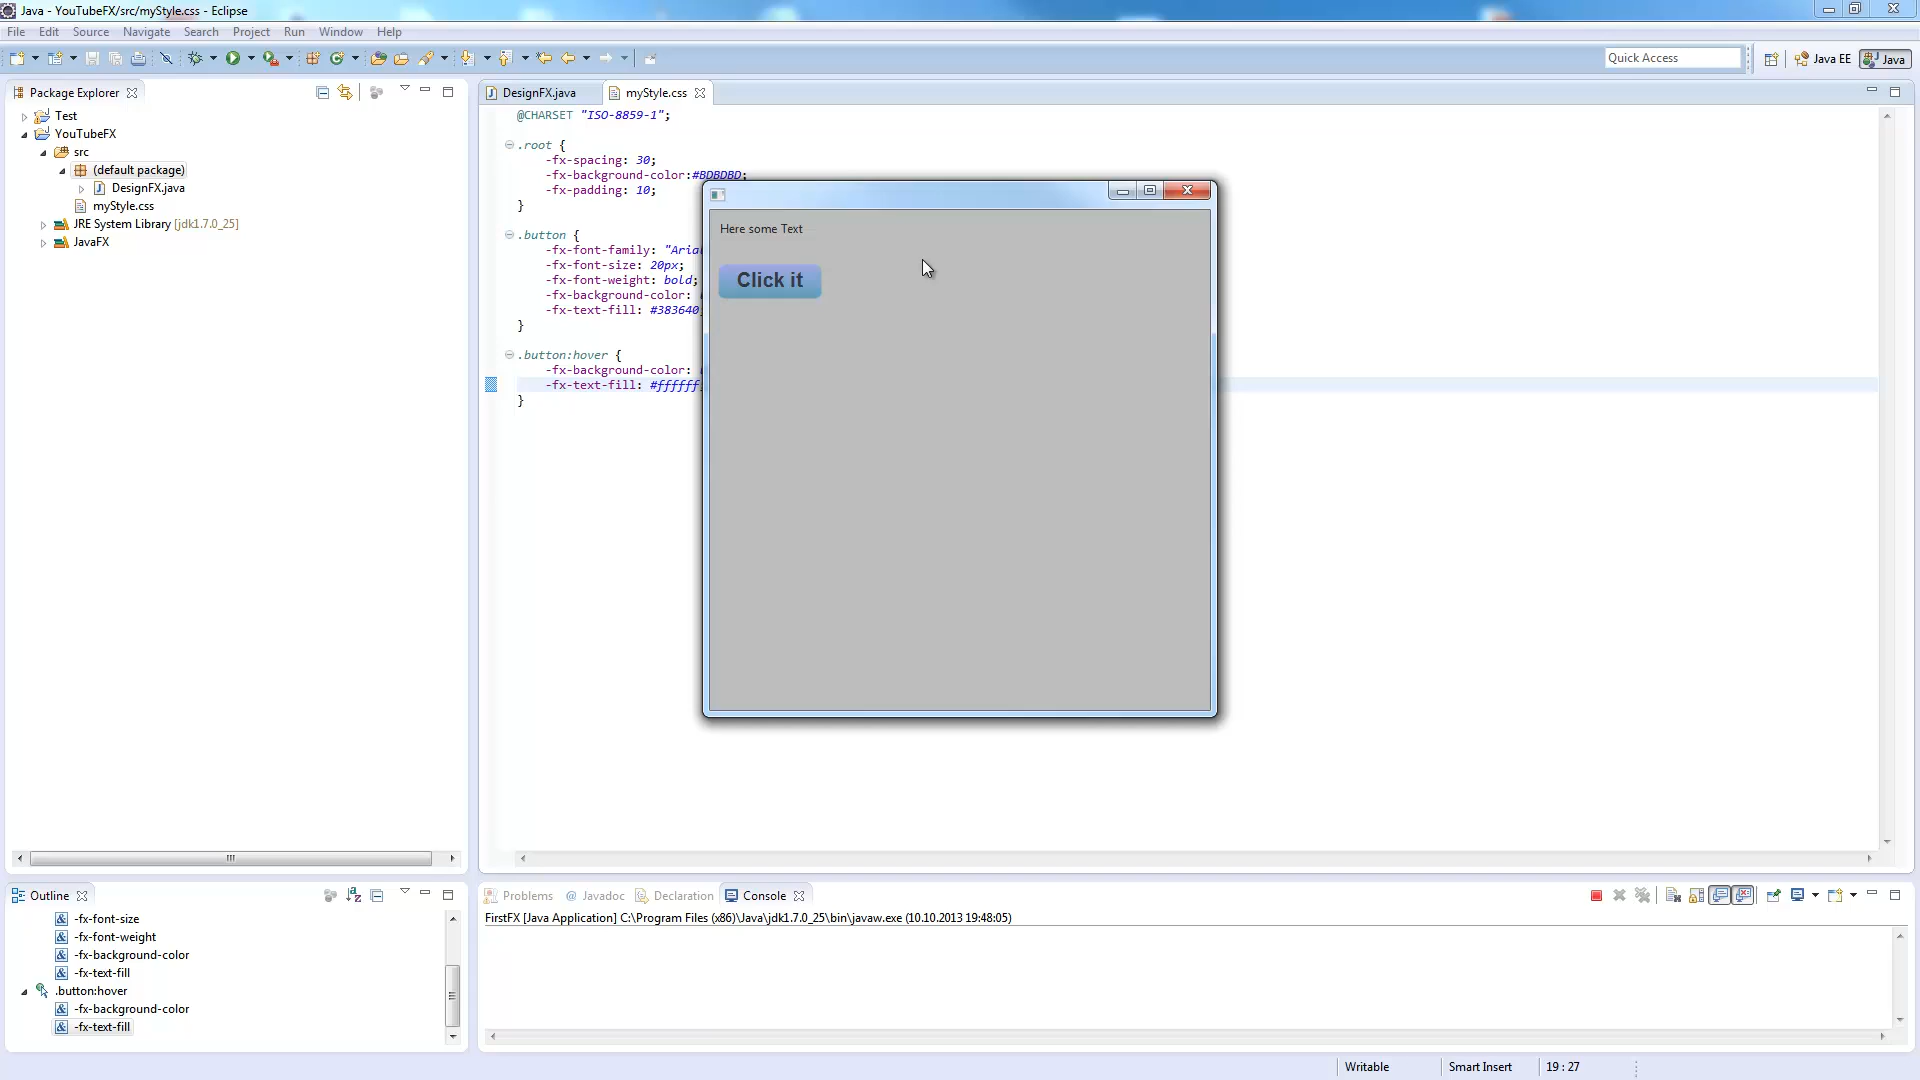 Java - YouTubeFX/src/myStyle.css - Eclipse
File Edit Source Navigate Search Project Run Window Help
Quick Access
Java EE
Java
Package Explorer
Test
YouTubeFX
src
(default package)
DesignFX.java
myStyle.css
JRE System Library [jdk1.7.0_25]
JavaFX
DesignFX.java
myStyle.css
@CHARSET "ISO-8859-1";
.root {
-fx-spacing: 30;
-fx-background-color:#BDBDBD;
-fx-padding: 10;
}
.button {
-fx-font-family: "Aria
-fx-font-size: 20px;
-fx-font-weight: bold;
-fx-background-color:
-fx-text-fill: #383640
}
.button:hover {
-fx-background-color:
-fx-text-fill: #ffffff
}
Here some Text
Click it
Outline
-fx-font-size
-fx-font-weight
-fx-background-color
-fx-text-fill
.button:hover
-fx-background-color
-fx-text-fill
Problems
@ Javadoc
Declaration
Console
FirstFX [Java Application] C:\Program Files (x86)\Java\jdk1.7.0_25\bin\javaw.exe (10.10.2013 19:48:05)
Writable
Smart Insert
19 : 27